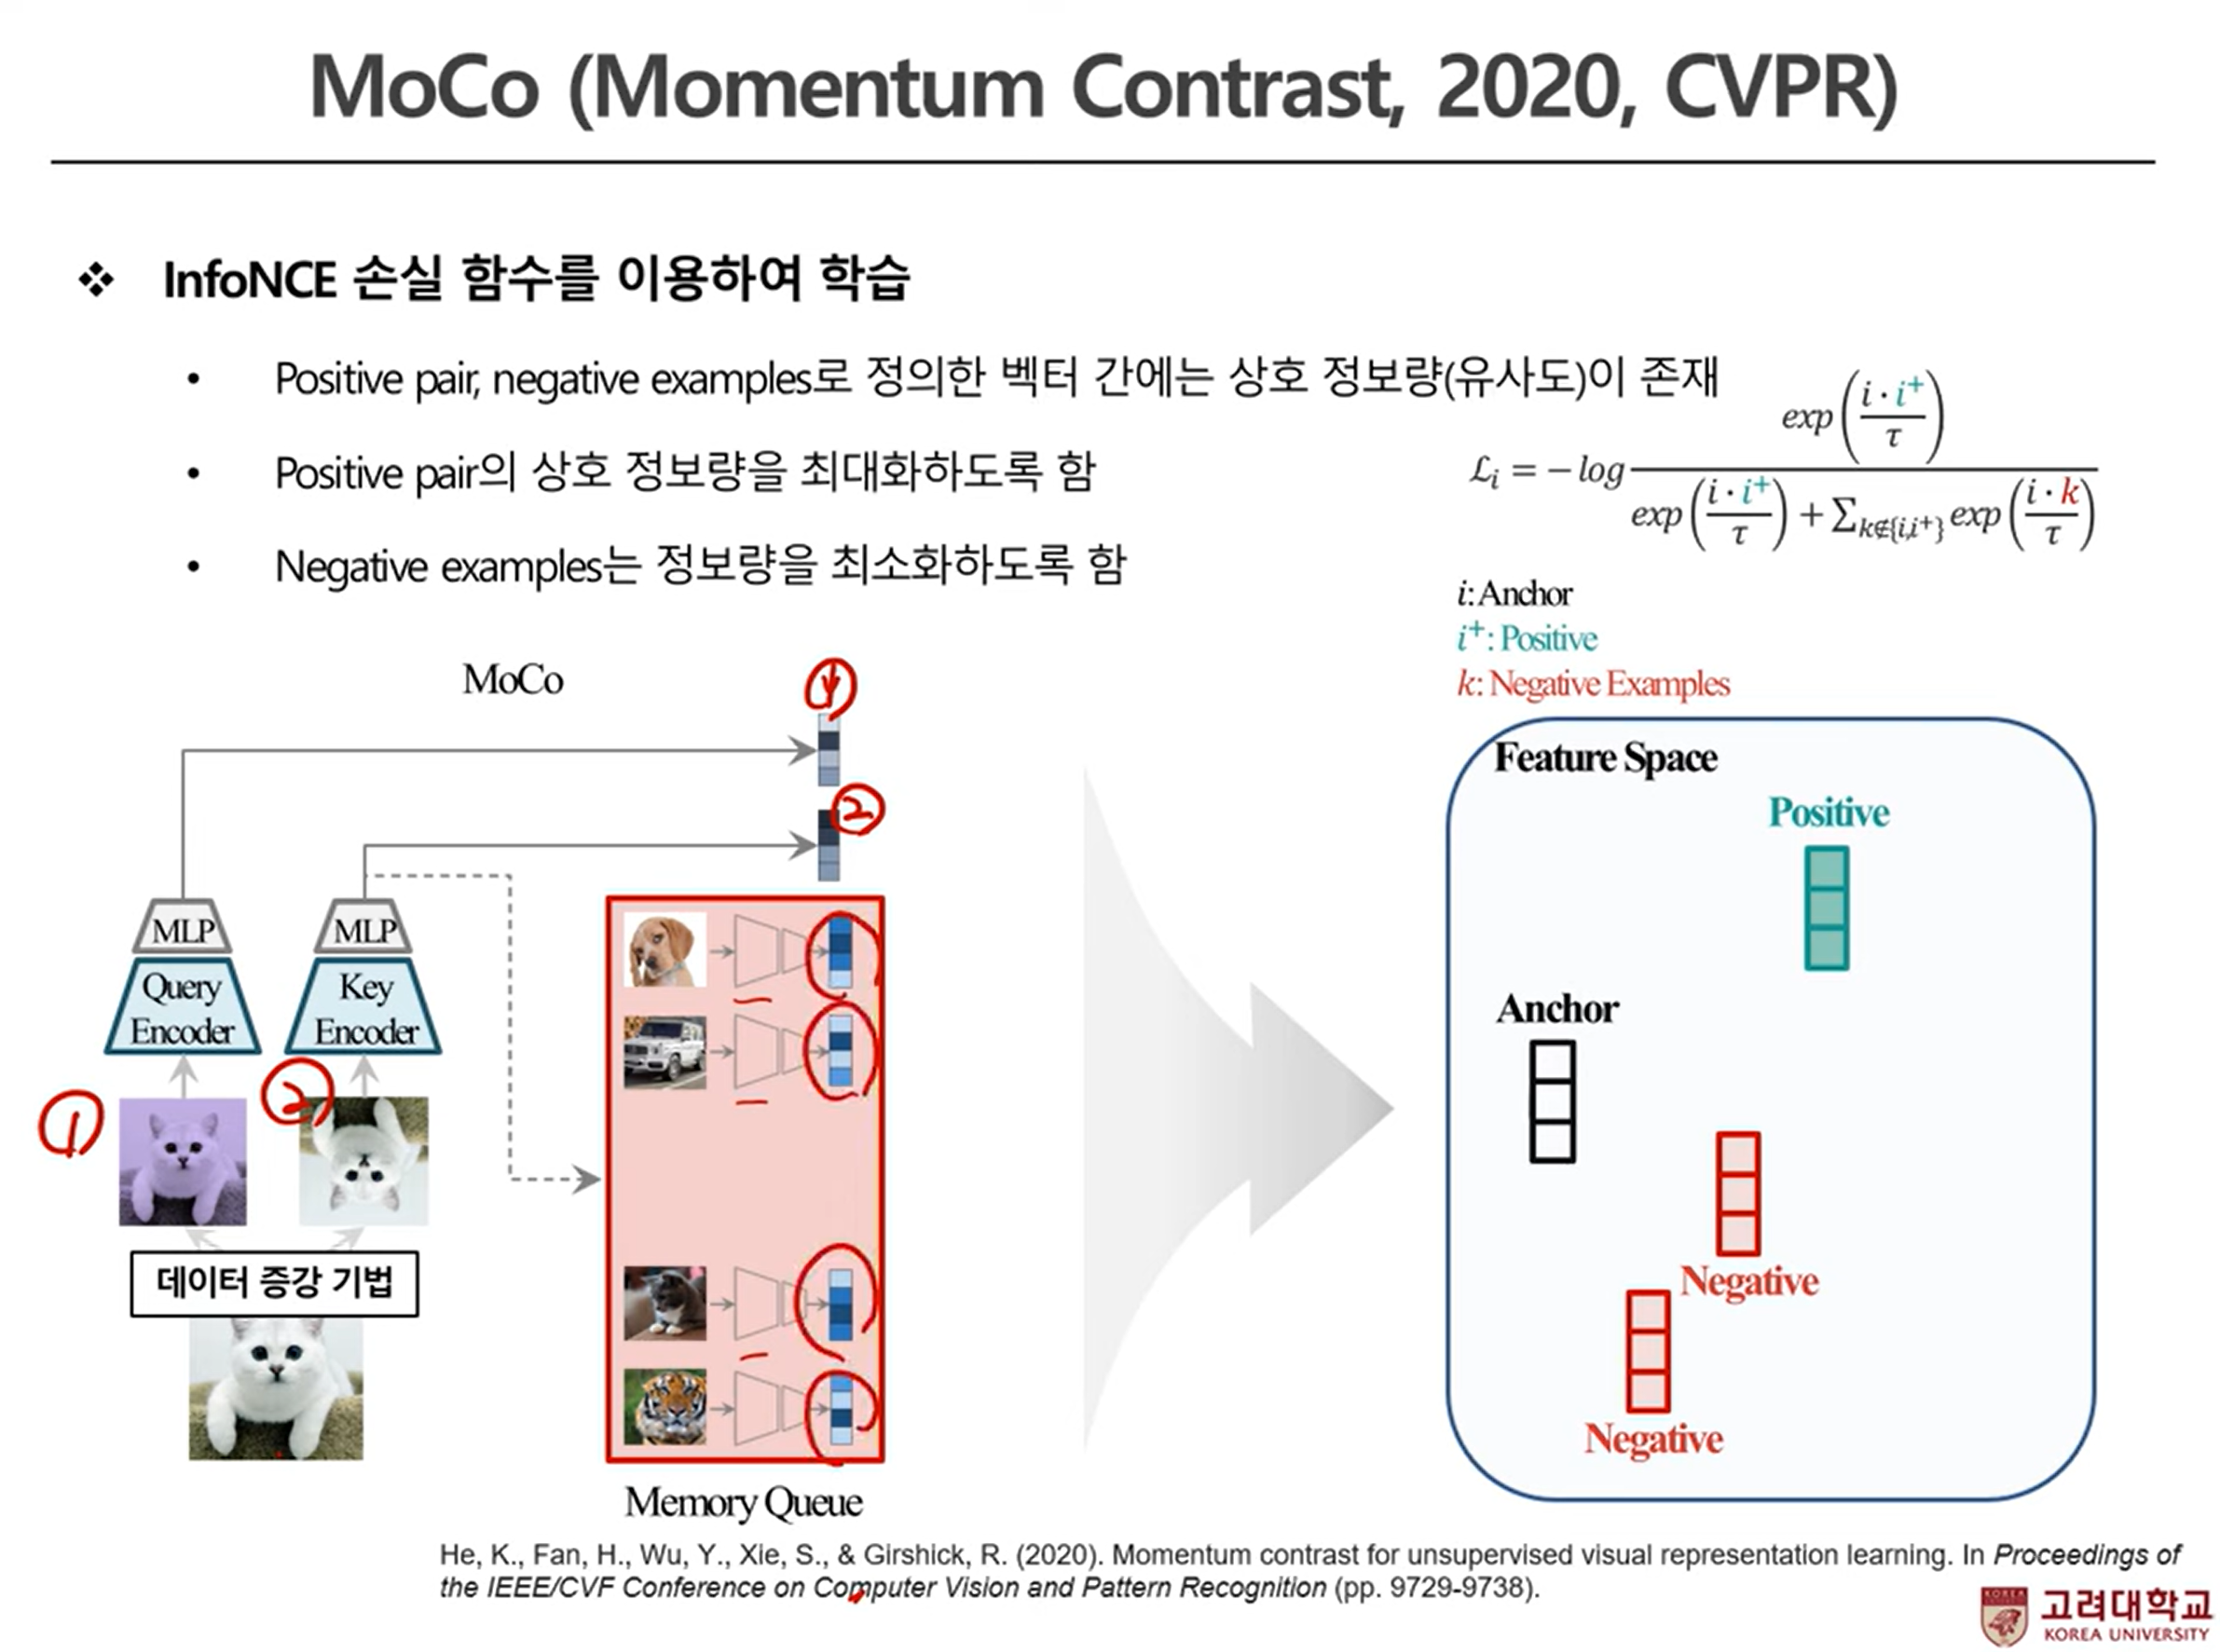 MoCo (Momentum Contrast, 2020, CVPR)
❖ InfoNCE 손실 함수를 이용하여 학습
• Positive pair, negative examples로 정의한 벡터 간에는 상호 정보량(유사도)이 존재
• Positive pair의 상호 정보량을 최대화하도록 함
• Negative examples는 정보량을 최소화하도록 함
ℒᵢ = −log exp(i · i⁺ / τ) / (exp(i · i⁺ / τ) + Σ_{k∉{i,i⁺}} exp(i · k / τ))
i: Anchor
i⁺: Positive
k: Negative Examples
MoCo
①
②
MLP
MLP
Query
Encoder
Key
Encoder
①
②
데이터 증강 기법
Memory Queue
Feature Space
Positive
Anchor
Negative
Negative
He, K., Fan, H., Wu, Y., Xie, S., & Girshick, R. (2020). Momentum contrast for unsupervised visual representation learning. In Proceedings of
the IEEE/CVF Conference on Computer Vision and Pattern Recognition (pp. 9729-9738).
KOREA
고려대학교
KOREA UNIVERSITY